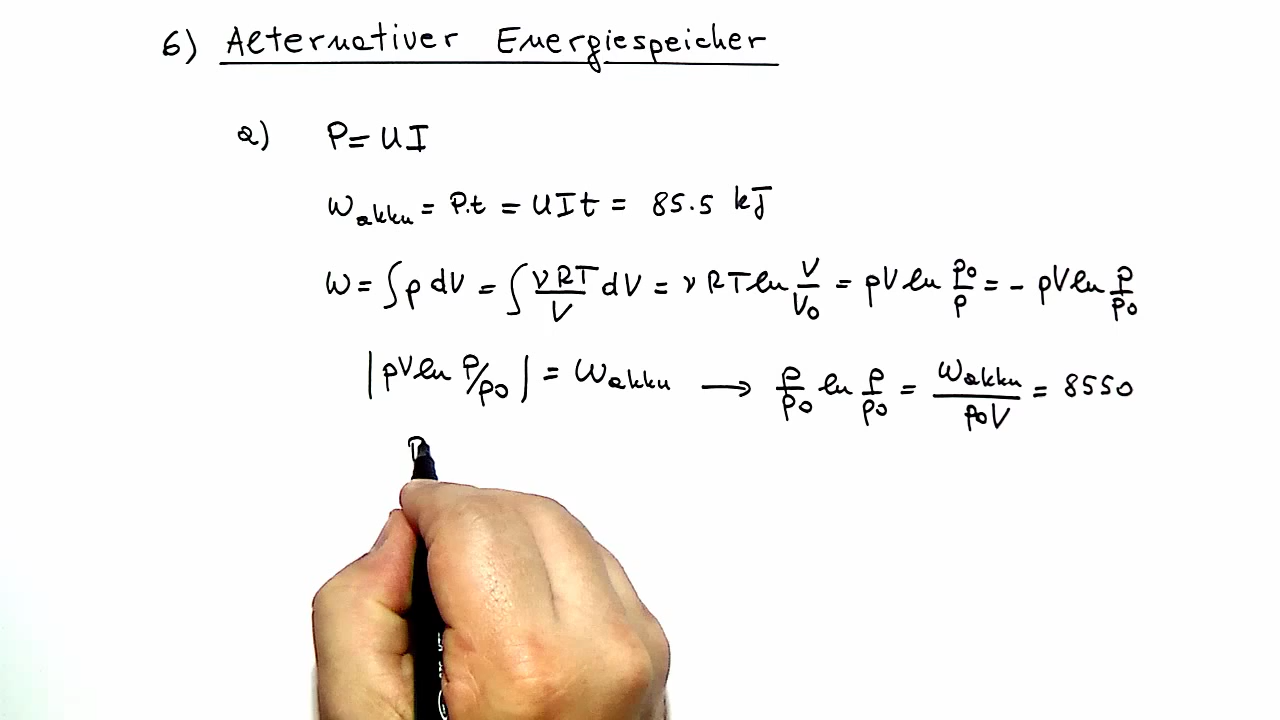 6) Alternativer Energiespeicher
a) P = UI
W_akku = P.t = UIt = 85.5 kJ
W = ∫ p dV = ∫ νRT/V dV = νRT ln V/V₀ = pV ln p₀/p = - pV ln p/p₀
|pV ln p/p₀| = W_akku → p/p₀ ln p/p₀ = W_akku/p₀V = 8550